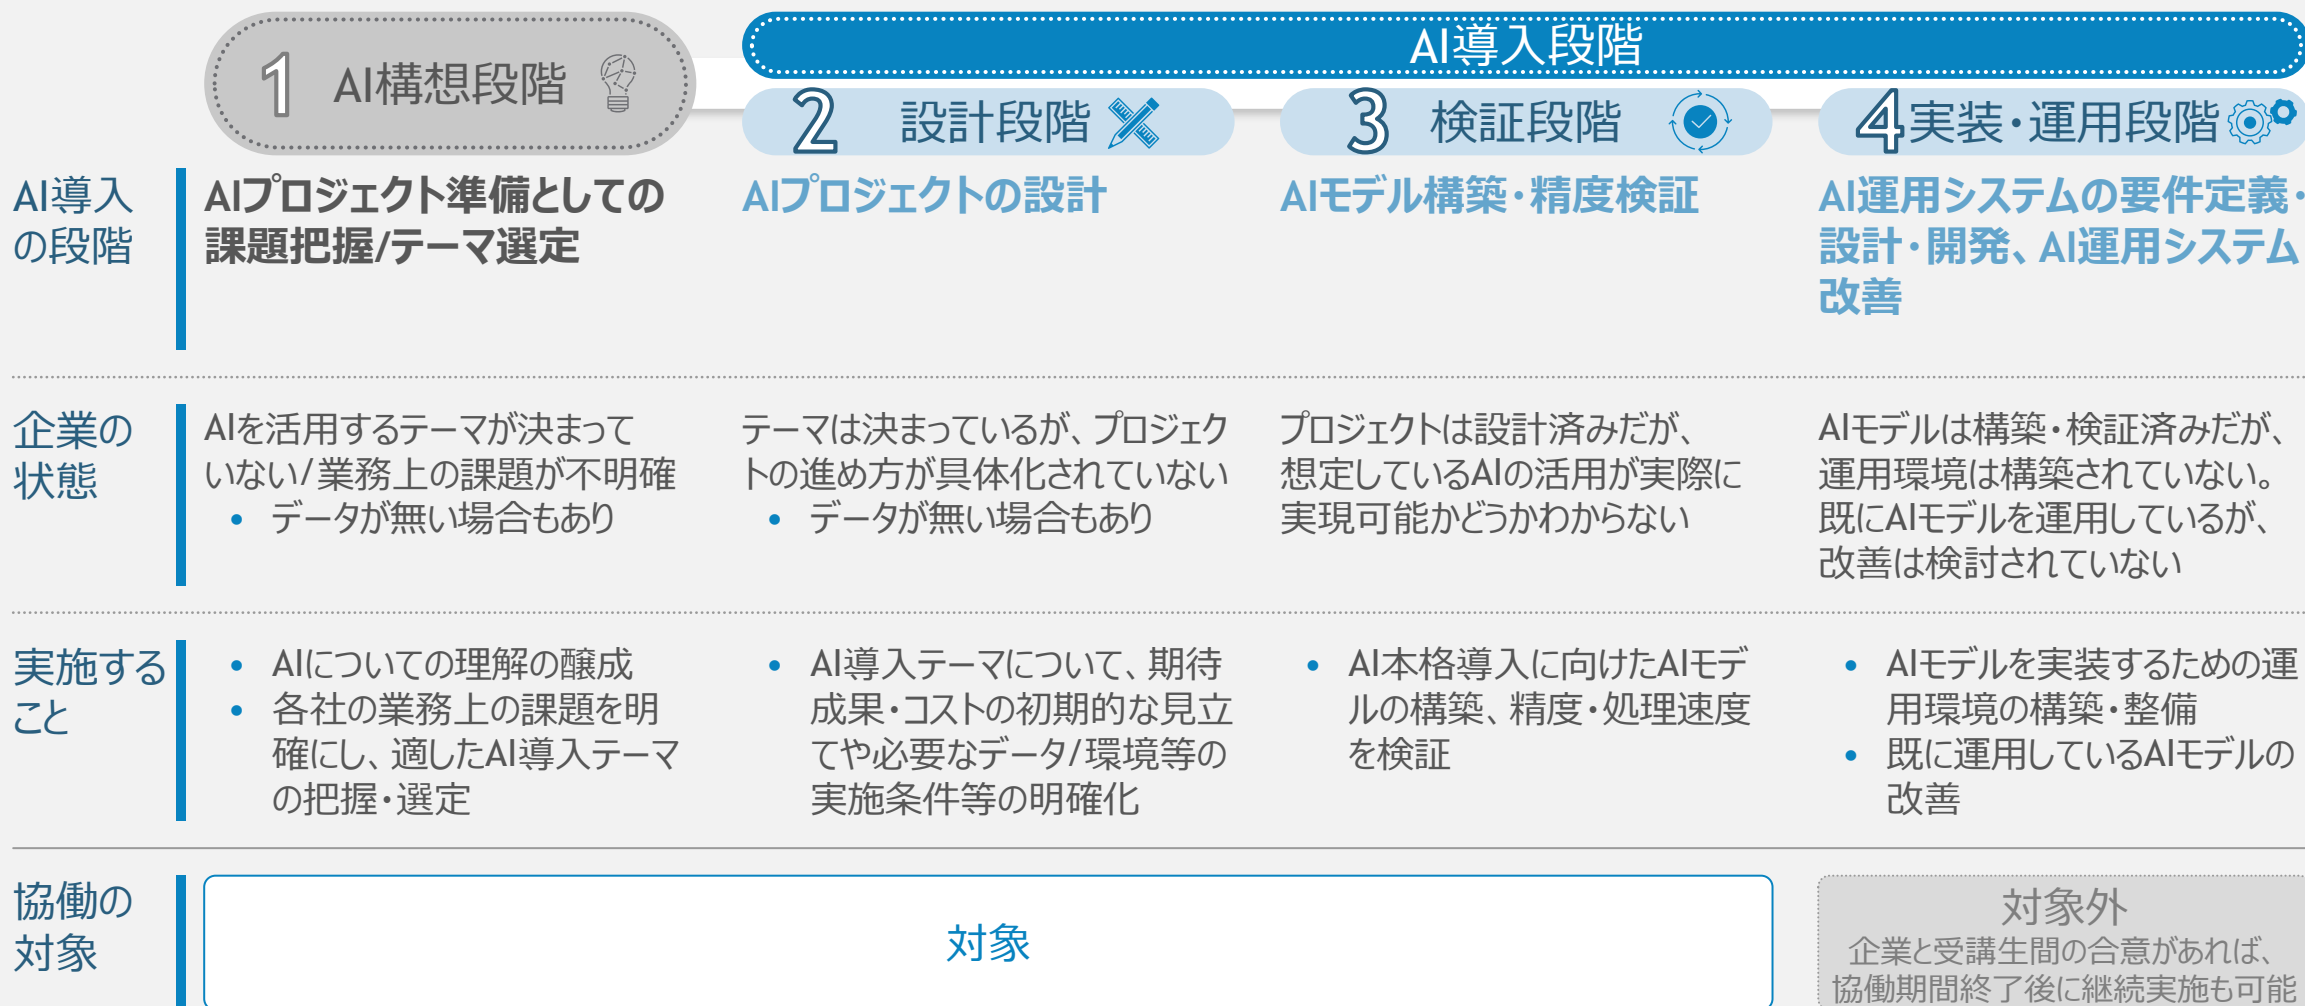 AI導入段階
1 AI構想段階
2 設計段階
3 検証段階
4 実装・運用段階
AI導入
の段階
AIプロジェクト準備としての
課題把握/テーマ選定
AIプロジェクトの設計
AIモデル構築・精度検証
AI運用システムの要件定義・
設計・開発、AI運用システム
改善
企業の
状態
AIを活用するテーマが決まって
いない/業務上の課題が不明確
• データが無い場合もあり
テーマは決まっているが、プロジェク
トの進め方が具体化されていない
• データが無い場合もあり
プロジェクトは設計済みだが、
想定しているAIの活用が実際に
実現可能かどうかわからない
AIモデルは構築・検証済みだが、
運用環境は構築されていない。
既にAIモデルを運用しているが、
改善は検討されていない
実施する
こと
• AIについての理解の醸成
• 各社の業務上の課題を明
確にし、適したAI導入テーマ
の把握・選定
• AI導入テーマについて、期待
成果・コストの初期的な見立
てや必要なデータ/環境等の
実施条件等の明確化
• AI本格導入に向けたAIモデ
ルの構築、精度・処理速度
を検証
• AIモデルを実装するための運
用環境の構築・整備
• 既に運用しているAIモデルの
改善
協働の
対象
対象
対象外
企業と受講生間の合意があれば、
協働期間終了後に継続実施も可能